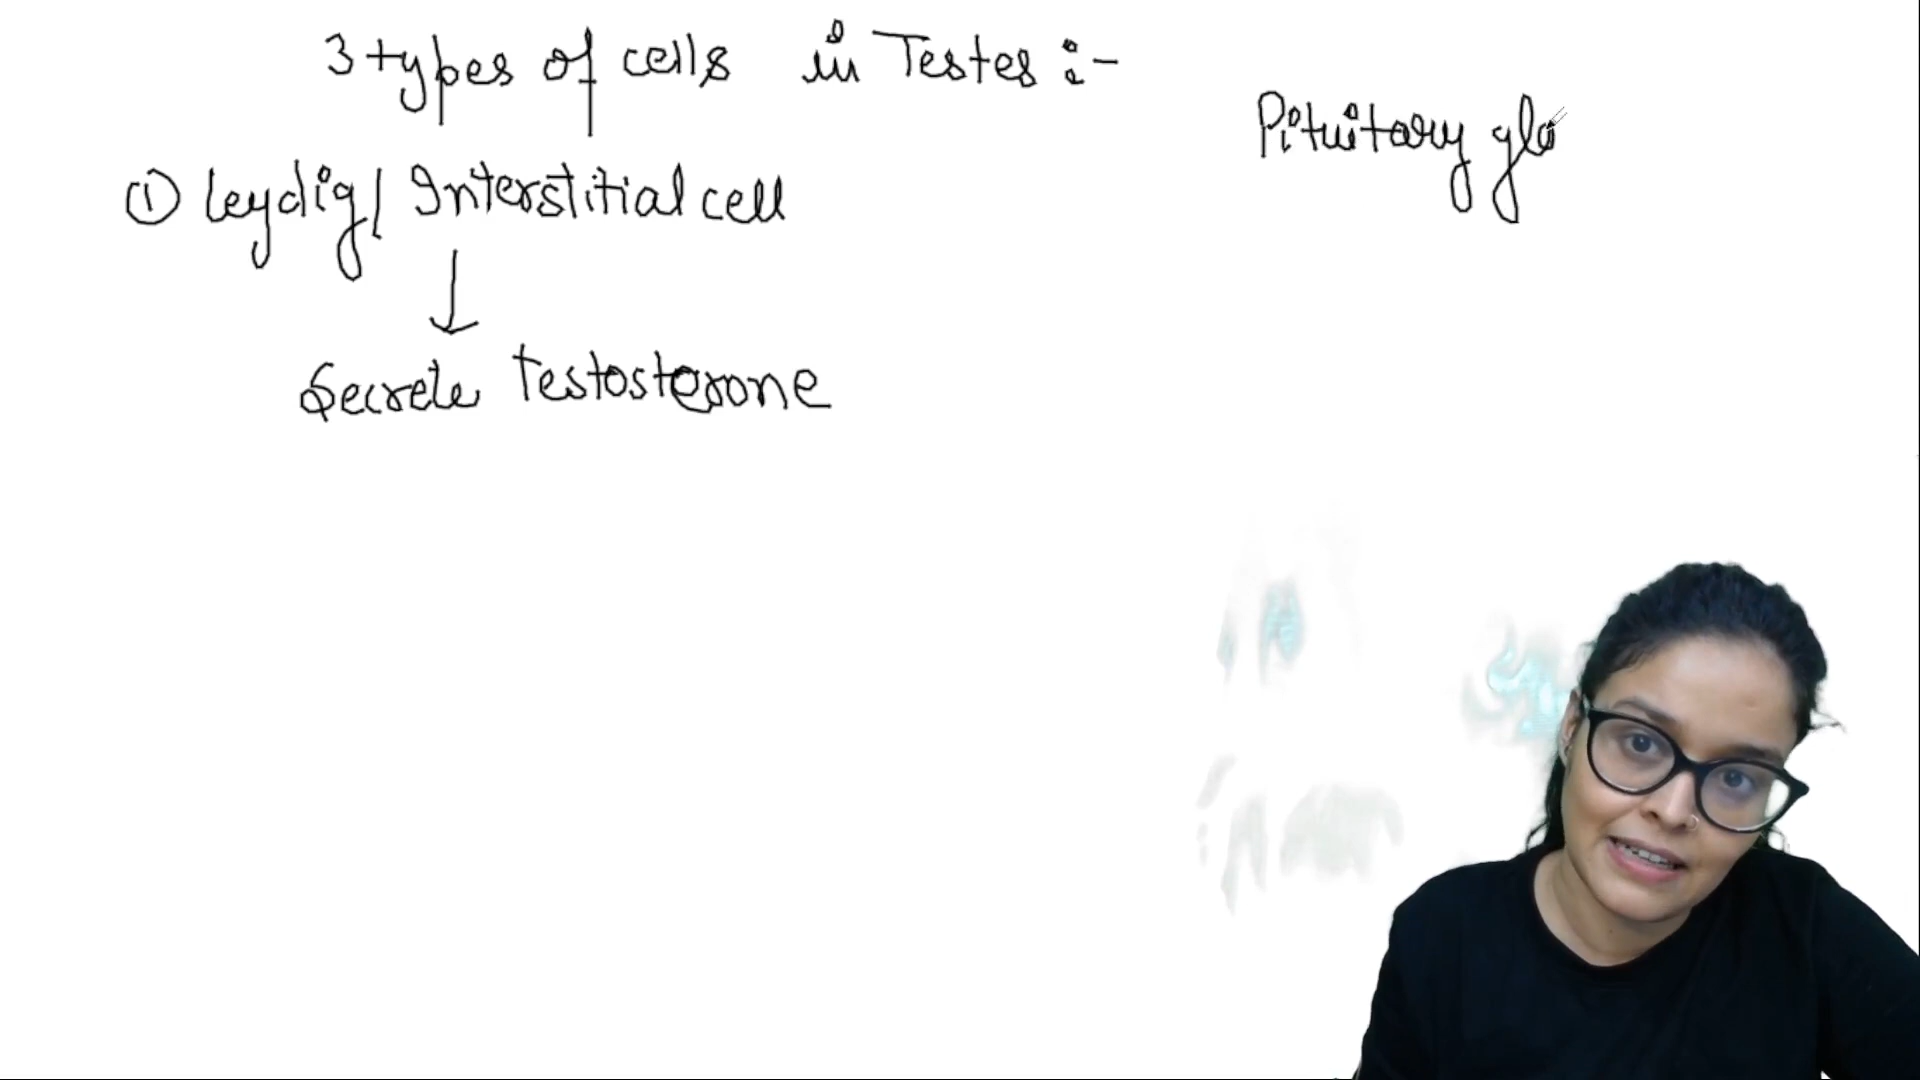 3 types of cells in Testes :-
Pituitary gla
① Leydig/ Interstitial cell
↓
Secrete Testosterone